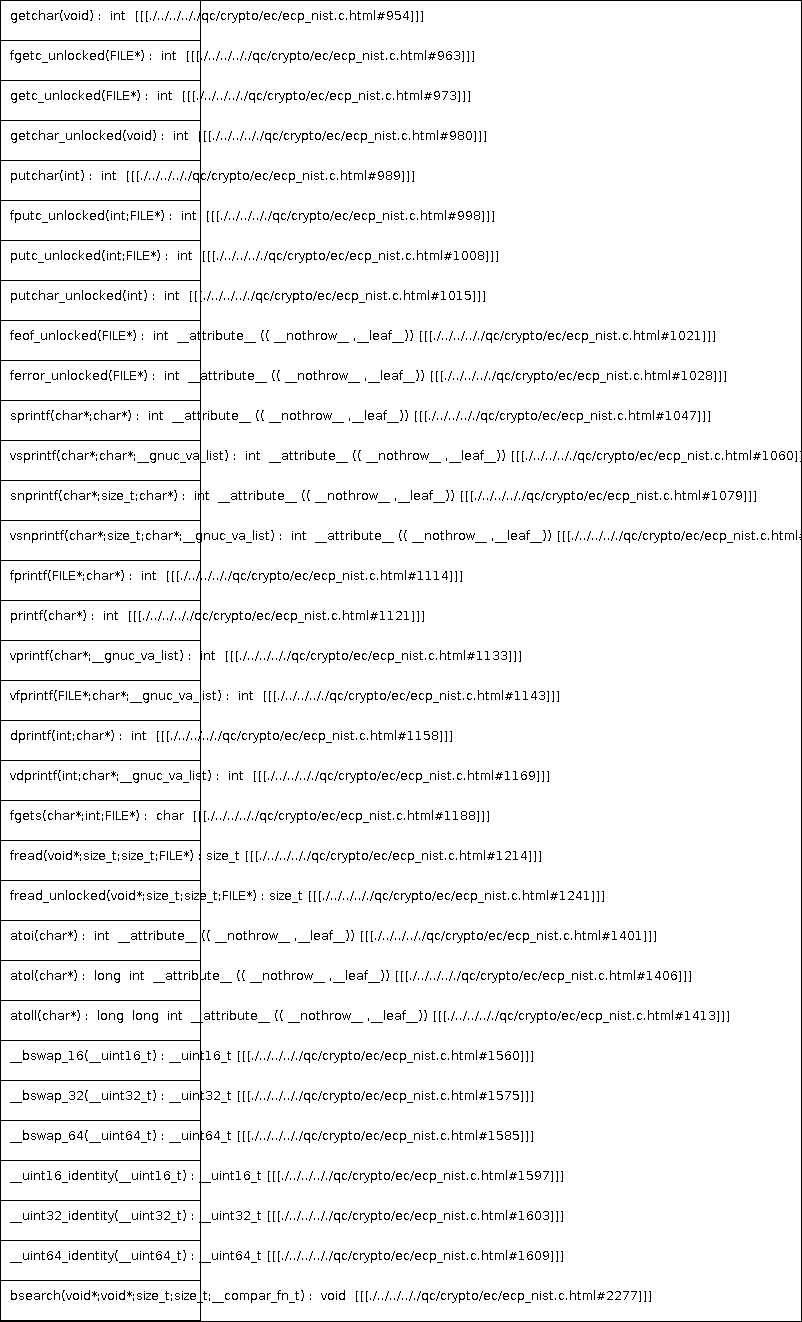 getchar(void) : int [[[./../../../../qc/crypto/ec/ecp_nist.c.html#954]]]
fgetc_unlocked(FILE*) : int [[[./../../../../qc/crypto/ec/ecp_nist.c.html#963]]]
getc_unlocked(FILE*) : int [[[./../../../../qc/crypto/ec/ecp_nist.c.html#973]]]
getchar_unlocked(void) : int [[[./../../../../qc/crypto/ec/ecp_nist.c.html#980]]]
putchar(int) : int [[[./../../../../qc/crypto/ec/ecp_nist.c.html#989]]]
fputc_unlocked(int;FILE*) : int [[[./../../../../qc/crypto/ec/ecp_nist.c.html#998]]]
putc_unlocked(int;FILE*) : int [[[./../../../../qc/crypto/ec/ecp_nist.c.html#1008]]]
putchar_unlocked(int) : int [[[./../../../../qc/crypto/ec/ecp_nist.c.html#1015]]]
feof_unlocked(FILE*) : int __attribute__ (( __nothrow__ ,__leaf__)) [[[./../../../../qc/crypto/ec/ecp_nist.c.html#1021]]]
ferror_unlocked(FILE*) : int __attribute__ (( __nothrow__ ,__leaf__)) [[[./../../../../qc/crypto/ec/ecp_nist.c.html#1028]]]
sprintf(char*;char*) : int __attribute__ (( __nothrow__ ,__leaf__)) [[[./../../../../qc/crypto/ec/ecp_nist.c.html#1047]]]
vsprintf(char*;char*;__gnuc_va_list) : int __attribute__ (( __nothrow__ ,__leaf__)) [[[./../../../../qc/crypto/ec/ecp_nist.c.html#1060]]
snprintf(char*;size_t;char*) : int __attribute__ (( __nothrow__ ,__leaf__)) [[[./../../../../qc/crypto/ec/ecp_nist.c.html#1079]]]
vsnprintf(char*;size_t;char*;__gnuc_va_list) : int __attribute__ (( __nothrow__ ,__leaf__)) [[[./../../../../qc/crypto/ec/ecp_nist.c.html
fprintf(FILE*;char*) : int [[[./../../../../qc/crypto/ec/ecp_nist.c.html#1114]]]
printf(char*) : int [[[./../../../../qc/crypto/ec/ecp_nist.c.html#1121]]]
vprintf(char*;__gnuc_va_list) : int [[[./../../../../qc/crypto/ec/ecp_nist.c.html#1133]]]
vfprintf(FILE*;char*;__gnuc_va_list) : int [[[./../../../../qc/crypto/ec/ecp_nist.c.html#1143]]]
dprintf(int;char*) : int [[[./../../../../qc/crypto/ec/ecp_nist.c.html#1158]]]
vdprintf(int;char*;__gnuc_va_list) : int [[[./../../../../qc/crypto/ec/ecp_nist.c.html#1169]]]
fgets(char*;int;FILE*) : char [[[./../../../../qc/crypto/ec/ecp_nist.c.html#1188]]]
fread(void*;size_t;size_t;FILE*) : size_t [[[./../../../../qc/crypto/ec/ecp_nist.c.html#1214]]]
fread_unlocked(void*;size_t;size_t;FILE*) : size_t [[[./../../../../qc/crypto/ec/ecp_nist.c.html#1241]]]
atoi(char*) : int __attribute__ (( __nothrow__ ,__leaf__)) [[[./../../../../qc/crypto/ec/ecp_nist.c.html#1401]]]
atol(char*) : long int __attribute__ (( __nothrow__ ,__leaf__)) [[[./../../../../qc/crypto/ec/ecp_nist.c.html#1406]]]
atoll(char*) : long long int __attribute__ (( __nothrow__ ,__leaf__)) [[[./../../../../qc/crypto/ec/ecp_nist.c.html#1413]]]
__bswap_16(__uint16_t) : __uint16_t [[[./../../../../qc/crypto/ec/ecp_nist.c.html#1560]]]
__bswap_32(__uint32_t) : __uint32_t [[[./../../../../qc/crypto/ec/ecp_nist.c.html#1575]]]
__bswap_64(__uint64_t) : __uint64_t [[[./../../../../qc/crypto/ec/ecp_nist.c.html#1585]]]
__uint16_identity(__uint16_t) : __uint16_t [[[./../../../../qc/crypto/ec/ecp_nist.c.html#1597]]]
__uint32_identity(__uint32_t) : __uint32_t [[[./../../../../qc/crypto/ec/ecp_nist.c.html#1603]]]
__uint64_identity(__uint64_t) : __uint64_t [[[./../../../../qc/crypto/ec/ecp_nist.c.html#1609]]]
bsearch(void*;void*;size_t;size_t;__compar_fn_t) : void [[[./../../../../qc/crypto/ec/ecp_nist.c.html#2277]]]